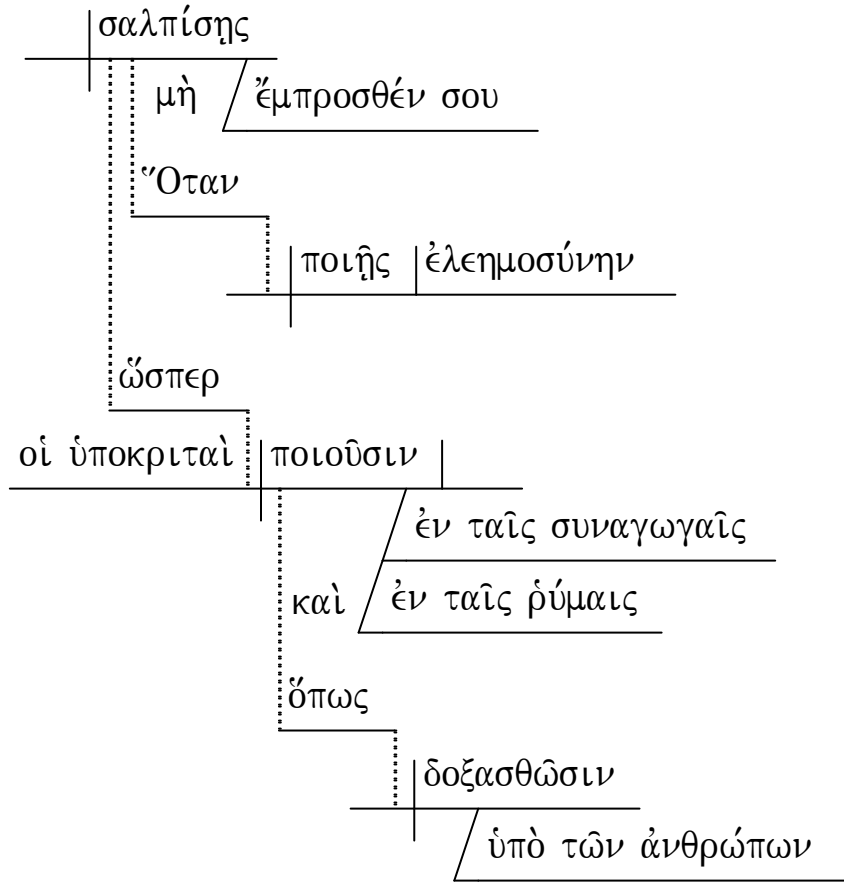 σαλπίσῃς
μὴ ἔμπροσθέν σου
Ὅταν
ποιῇς ἐλεημοσύνην
ὥσπερ
οἱ ὑποκριταὶ ποιοῦσιν
ἐν ταῖς συναγωγαῖς
καὶ ἐν ταῖς ῥύμαις
ὅπως
δοξασθῶσιν
ὑπὸ τῶν ἀνθρώπων